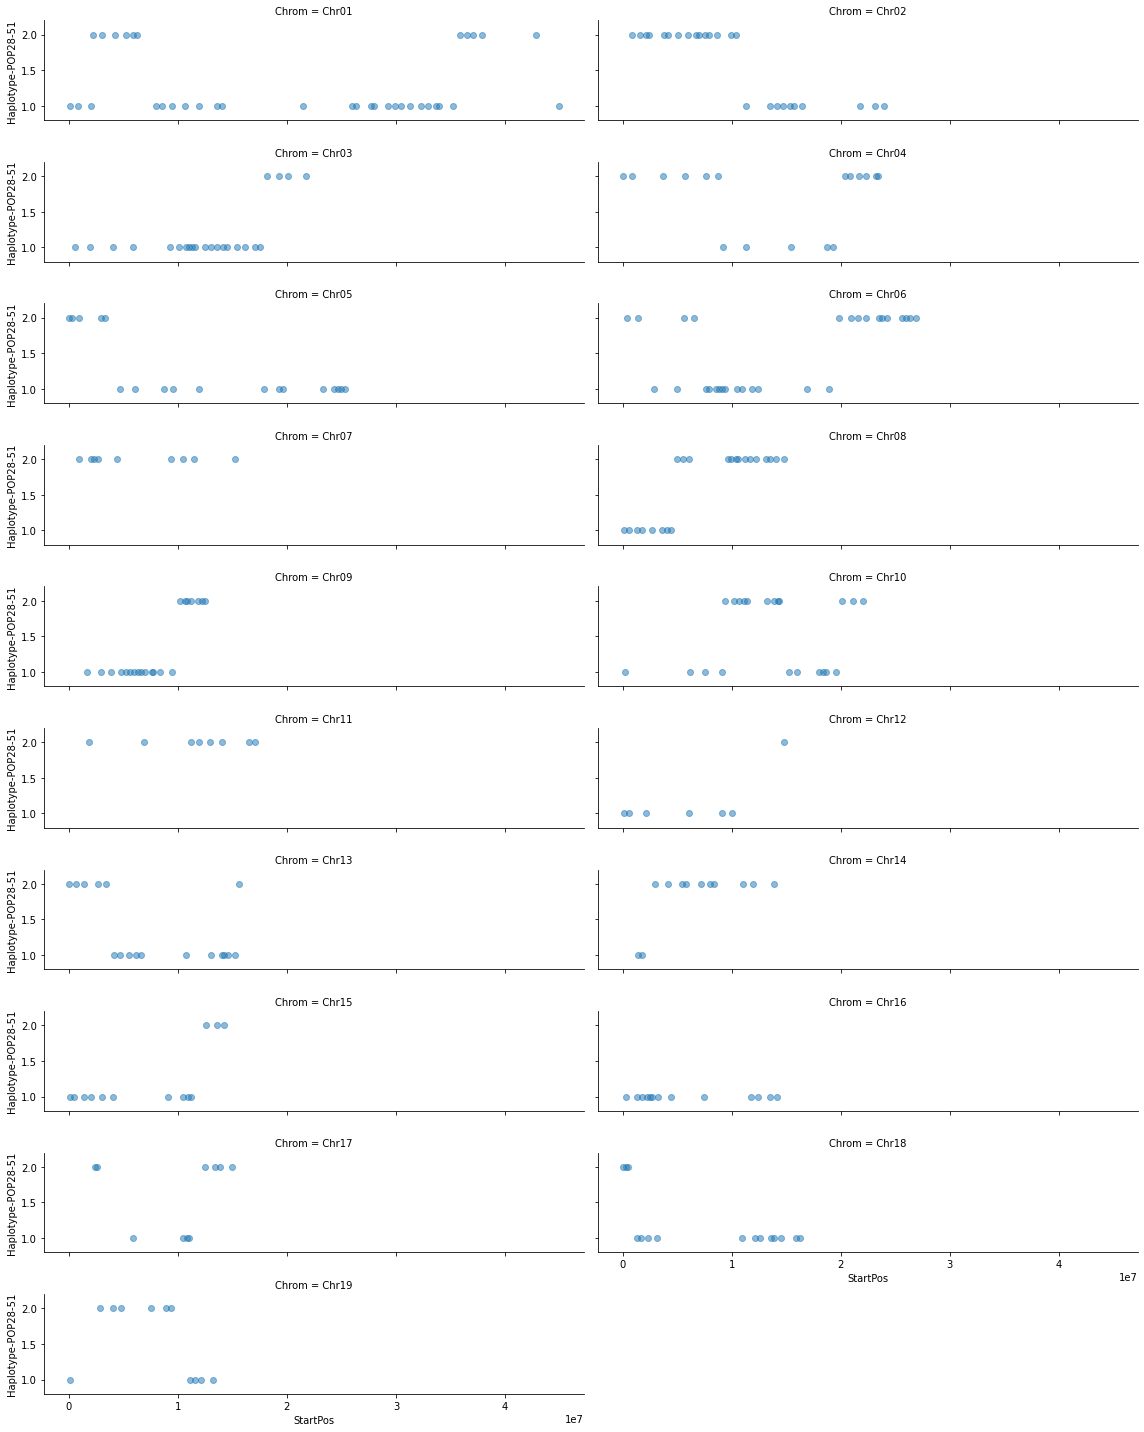 Chrom = Chr01
Chrom = Chr02
Haplotype-POP28-51
2.0
1.5
1.0
Chrom = Chr03
Chrom = Chr04
Haplotype-POP28-51
2.0
1.5
1.0
Chrom = Chr05
Chrom = Chr06
Haplotype-POP28-51
2.0
1.5
1.0
Chrom = Chr07
Chrom = Chr08
Haplotype-POP28-51
2.0
1.5
1.0
Chrom = Chr09
Chrom = Chr10
Haplotype-POP28-51
2.0
1.5
1.0
Chrom = Chr11
Chrom = Chr12
Haplotype-POP28-51
2.0
1.5
1.0
Chrom = Chr13
Chrom = Chr14
Haplotype-POP28-51
2.0
1.5
1.0
Chrom = Chr15
Chrom = Chr16
Haplotype-POP28-51
2.0
1.5
1.0
Chrom = Chr17
Chrom = Chr18
Haplotype-POP28-51
2.0
1.5
1.0
0 1 2 3 4
StartPos
1e7
Chrom = Chr19
Haplotype-POP28-51
2.0
1.5
1.0
0 1 2 3 4
StartPos
1e7